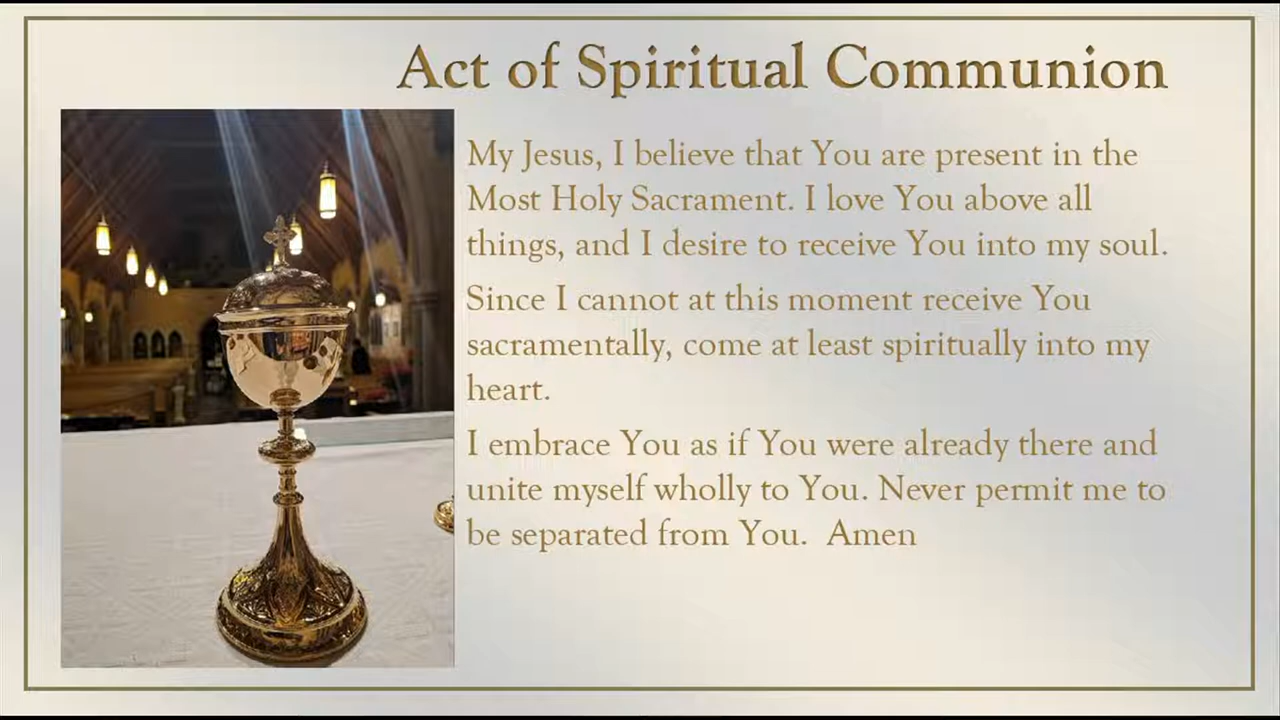 Act of Spiritual Communion
My Jesus, I believe that You are present in the
Most Holy Sacrament. I love You above all
things, and I desire to receive You into my soul.
Since I cannot at this moment receive You
sacramentally, come at least spiritually into my
heart.
I embrace You as if You were already there and
unite myself wholly to You. Never permit me to
be separated from You.  Amen